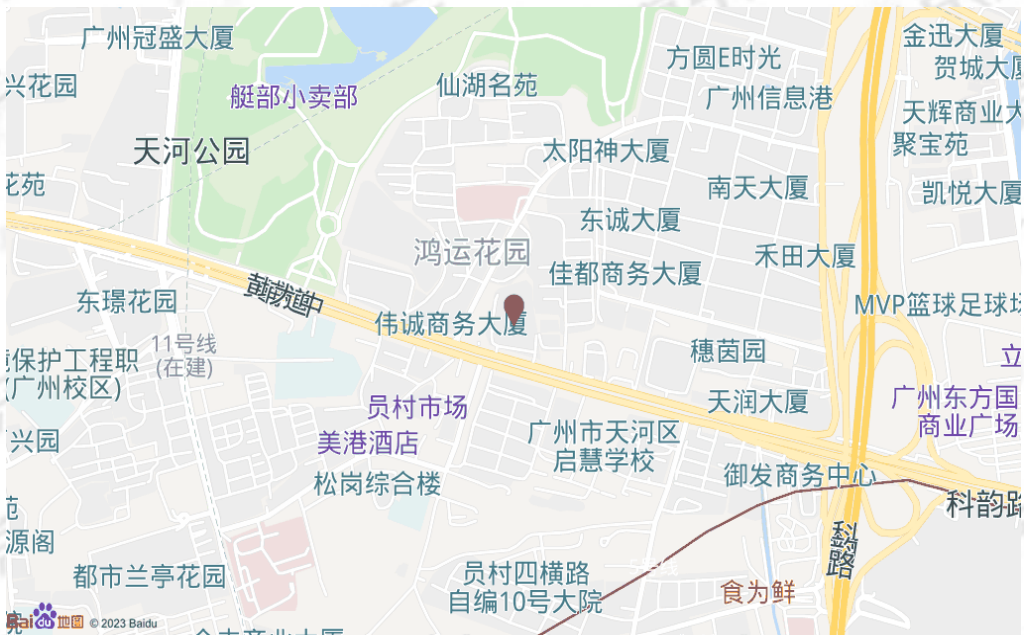 广州冠盛大厦
金迅大厦
方圆E时光
贺城大厦
兴花园
仙湖名苑
艇部小卖部
广州信息港
天辉商业大
聚宝苑
天河公园
太阳神大厦
花苑
南天大厦
凯悦大厦
东诚大厦
鸿运花园
禾田大厦
佳都商务大厦
东璟花园
MVP篮球足球场
伟诚商务大厦
11号线
(在建)
保护工程职
(广州校区)
穗茵园
立
广州东方国
商业广场
天润大厦
员村市场
兴园
美港酒店
广州市天河区
启慧学校
松岗综合楼
御发商务中心
苑
科韵路
源阁
科韵路
都市兰亭花园
员村四横路
自编10号大院
食为鲜
院
Baidu地图 © 2023 Baidu